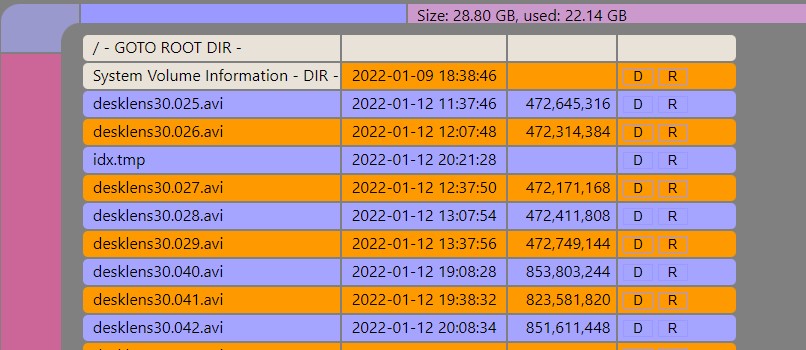 Size: 28.80 GB, used: 22.14 GB
/ - GOTO ROOT DIR -
System Volume Information - DIR - 2022-01-09 18:38:46 D R
desklens30.025.avi 2022-01-12 11:37:46 472,645,316 D R
desklens30.026.avi 2022-01-12 12:07:48 472,314,384 D R
idx.tmp 2022-01-12 20:21:28 D R
desklens30.027.avi 2022-01-12 12:37:50 472,171,168 D R
desklens30.028.avi 2022-01-12 13:07:54 472,411,808 D R
desklens30.029.avi 2022-01-12 13:37:56 472,749,144 D R
desklens30.040.avi 2022-01-12 19:08:28 853,803,244 D R
desklens30.041.avi 2022-01-12 19:38:32 823,581,820 D R
desklens30.042.avi 2022-01-12 20:08:34 851,611,448 D R